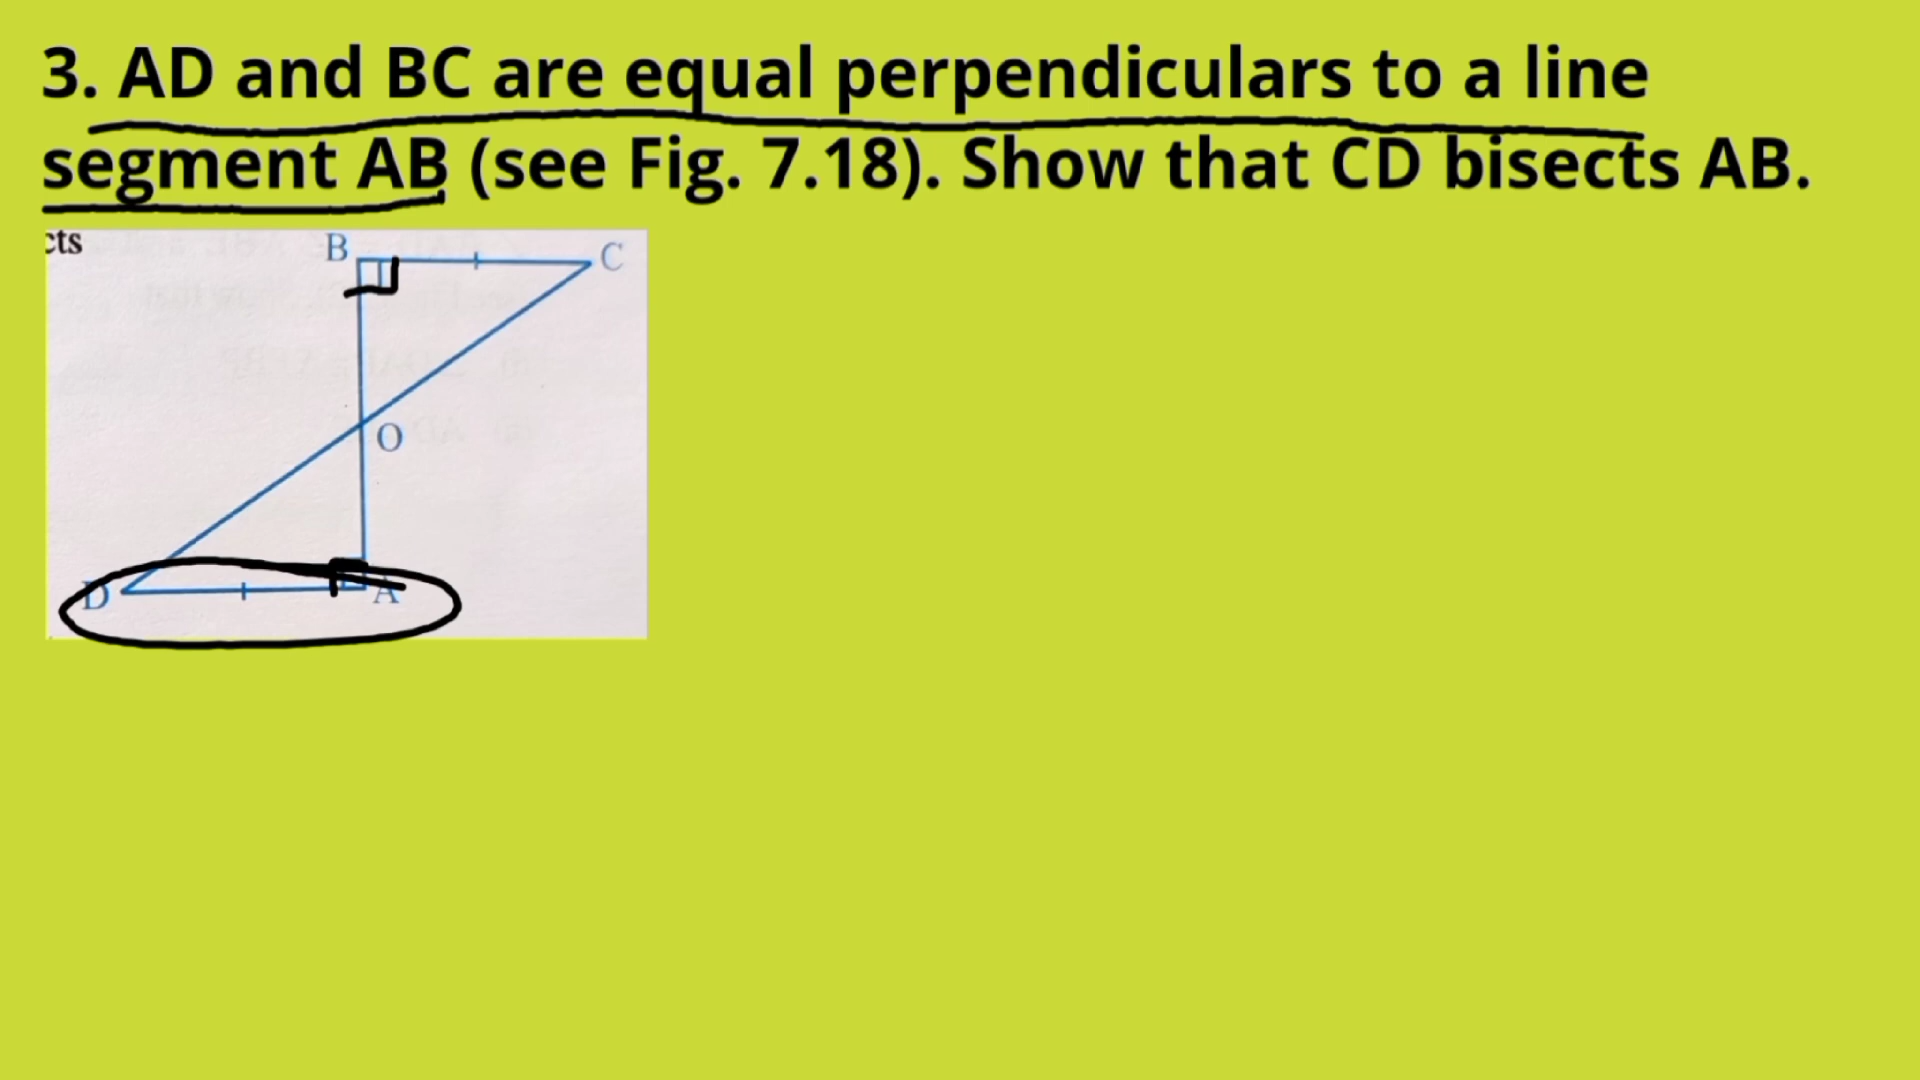 3. AD and BC are equal perpendiculars to a line
segment AB (see Fig. 7.18). Show that CD bisects AB.
cts
B
C
O
D
A